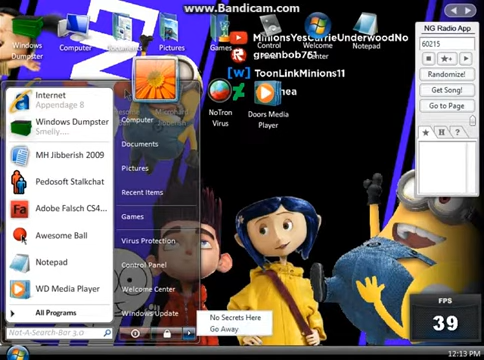 www.Bandicam.com
Windows
Dumpster
Computer
Documents
Pictures
Games
Control
Panel
Welcome
Center
Notepad
MinionsYesCarrieUnderwoodNo
greenbob751
[W] ToonLinkMinions11
NoTron
Virus
Doors Media
Player
NG Radio App
60215
Randomize!
Get Song!
Go to Page
H
?
Internet
Appendage 8
Windows Dumpster
Smelly....
MH Jibberish 2009
Pedosoft Stalkchat
Adobe Falsch CS4...
Awesome Ball
Notepad
WD Media Player
All Programs
Not-A-Search-Bar 3.0
Computer
Documents
Pictures
Recent Items
Games
Virus Protection
Control Panel
Welcome Center
Windows Update
No Secrets Here
Go Away
FPS
39
12:13 PM